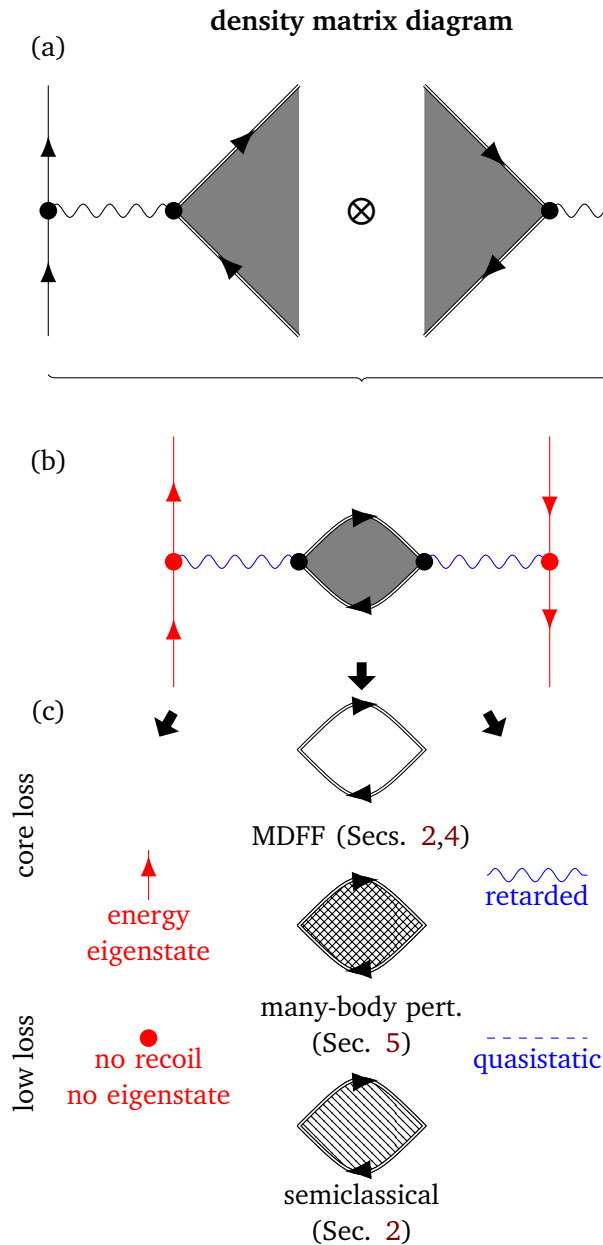 density matrix diagram
(a)
(b)
(c)
core loss
MDFF (Secs. 2,4)
energy
eigenstate
retarded
many-body pert.
(Sec. 5)
low loss
no recoil
no eigenstate
quasistatic
semiclassical
(Sec. 2)